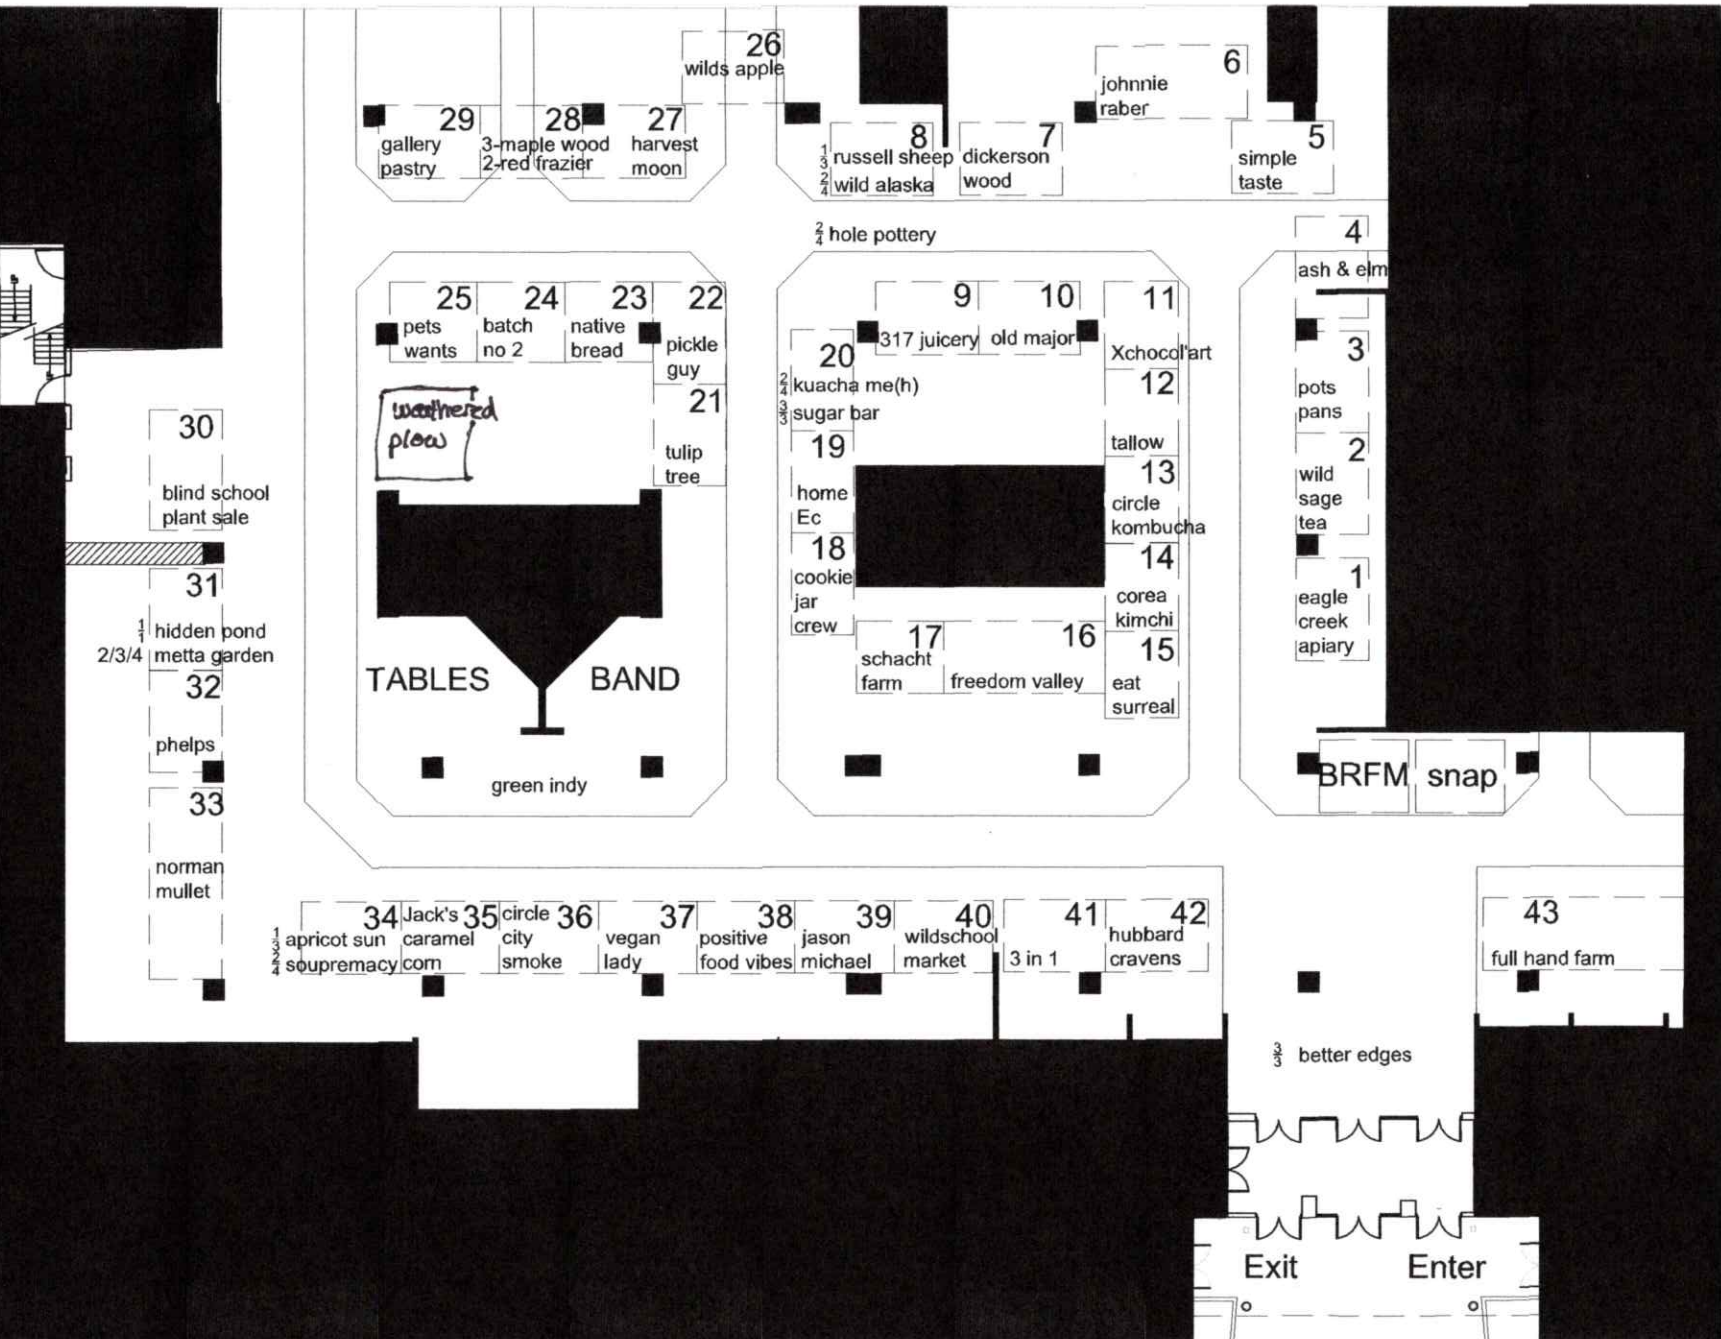 26
wilds apple
6
johnnie
raber
29
gallery
pastry
28
3-maple wood
2-red frazier
27
harvest
moon
8
1/3 russell sheep
2/4 wild alaska
7
dickerson
wood
5
simple
taste
2/4 hole pottery
4
ash & elm
25
pets
wants
24
batch
no 2
23
native
bread
22
pickle
guy
9
317 juicery
10
old major
11
Xchocol'art
20
2/4 kuacha me(h)
3/3 sugar bar
12
tallow
3
pots
pans
weathered
plow
21
tulip
tree
30
blind school
plant sale
19
home
Ec
13
circle
kombucha
2
wild
sage
tea
18
cookie
jar
crew
14
corea
kimchi
1
eagle
creek
apiary
31
1/1 hidden pond
2/3/4 metta garden
TABLES
BAND
17
schacht
farm
16
freedom valley
15
eat
surreal
32
phelps
green indy
BRFM
snap
33
norman
mullet
34
1/3 apricot sun
2/4 soupremacy
Jack's 35
caramel
corn
circle 36
city
smoke
37
vegan
lady
38
positive
food vibes
39
jason
michael
40
wildschool
market
41
3 in 1
42
hubbard
cravens
43
full hand farm
3/3 better edges
Exit
Enter